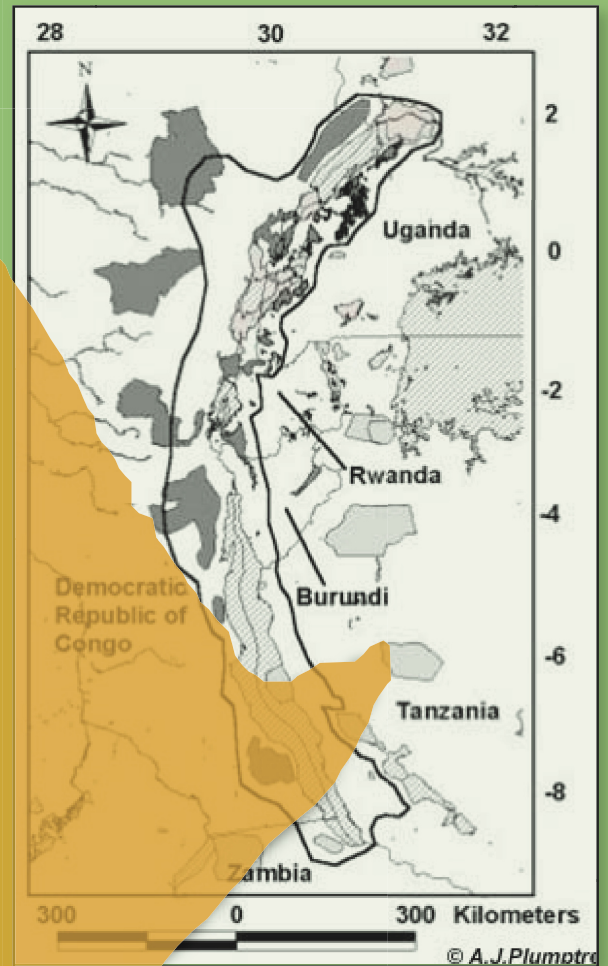 28 30 32
N
2
Uganda
0
-2
Rwanda
-4
Democratic
Republic of
Congo
Burundi
-6
Tanzania
-8
Zambia
300 0 300 Kilometers
© A.J.Plumptre